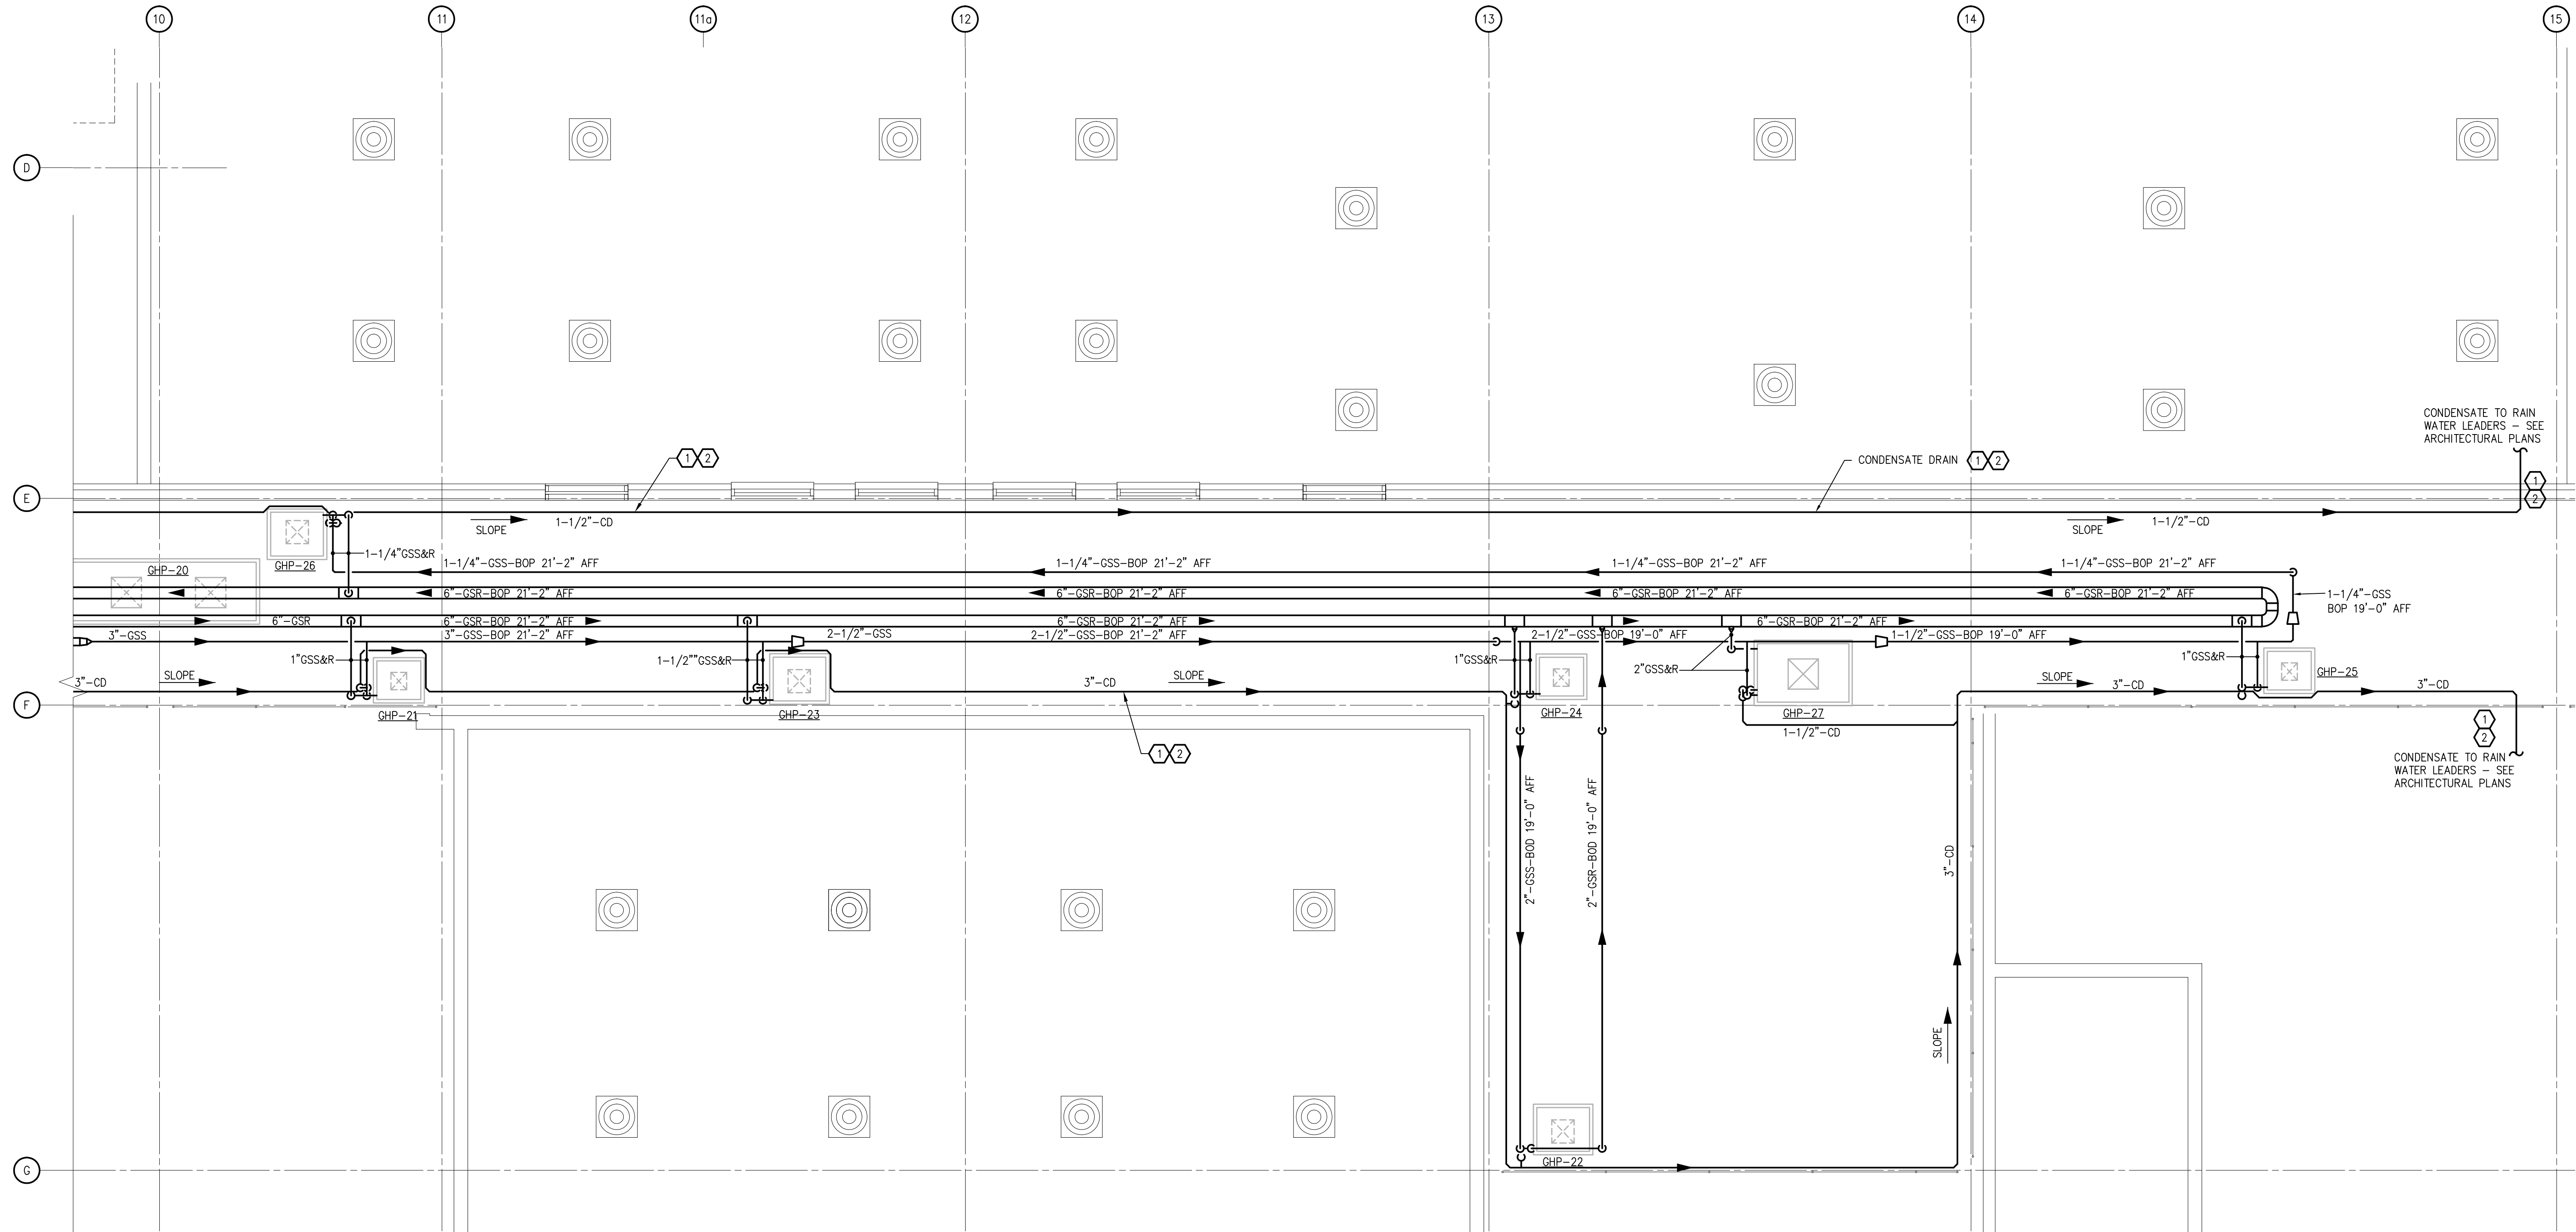 10
11
11a
12
13
14
15
D
CONDENSATE TO RAIN
WATER LEADERS – SEE
ARCHITECTURAL PLANS
1 2
CONDENSATE DRAIN 1 2
1
2
E
SLOPE
1-1/2"-CD
SLOPE
1-1/2"-CD
1-1/4"GSS&R
GHP-26
GHP-20
1-1/4"-GSS-BOP 21'-2" AFF
1-1/4"-GSS-BOP 21'-2" AFF
1-1/4"-GSS-BOP 21'-2" AFF
1-1/4"-GSS-BOP 21'-2" AFF
6"-GSR-BOP 21'-2" AFF
6"-GSR-BOP 21'-2" AFF
6"-GSR-BOP 21'-2" AFF
6"-GSR-BOP 21'-2" AFF
1-1/4"-GSS
BOP 19'-0" AFF
6"-GSR
6"-GSR-BOP 21'-2" AFF
6"-GSR-BOP 21'-2" AFF
6"-GSR-BOP 21'-2" AFF
3"-GSS
3"-GSS-BOP 21'-2" AFF
2-1/2"-GSS
2-1/2"-GSS-BOP 21'-2" AFF
2-1/2"-GSS-BOP 19'-0" AFF
1-1/2"-GSS-BOP 19'-0" AFF
1"GSS&R
1-1/2""GSS&R
1"GSS&R
2"GSS&R
1"GSS&R
3"-CD
SLOPE
3"-CD
SLOPE
SLOPE
3"-CD
3"-CD
GHP-25
F
GHP-21
GHP-23
GHP-24
GHP-27
1-1/2"-CD
1 2
1
2
CONDENSATE TO RAIN
WATER LEADERS – SEE
ARCHITECTURAL PLANS
2"-GSS-BOD 19'-0" AFF
2"-GSR-BOD 19'-0" AFF
3"-CD
SLOPE
GHP-22
G